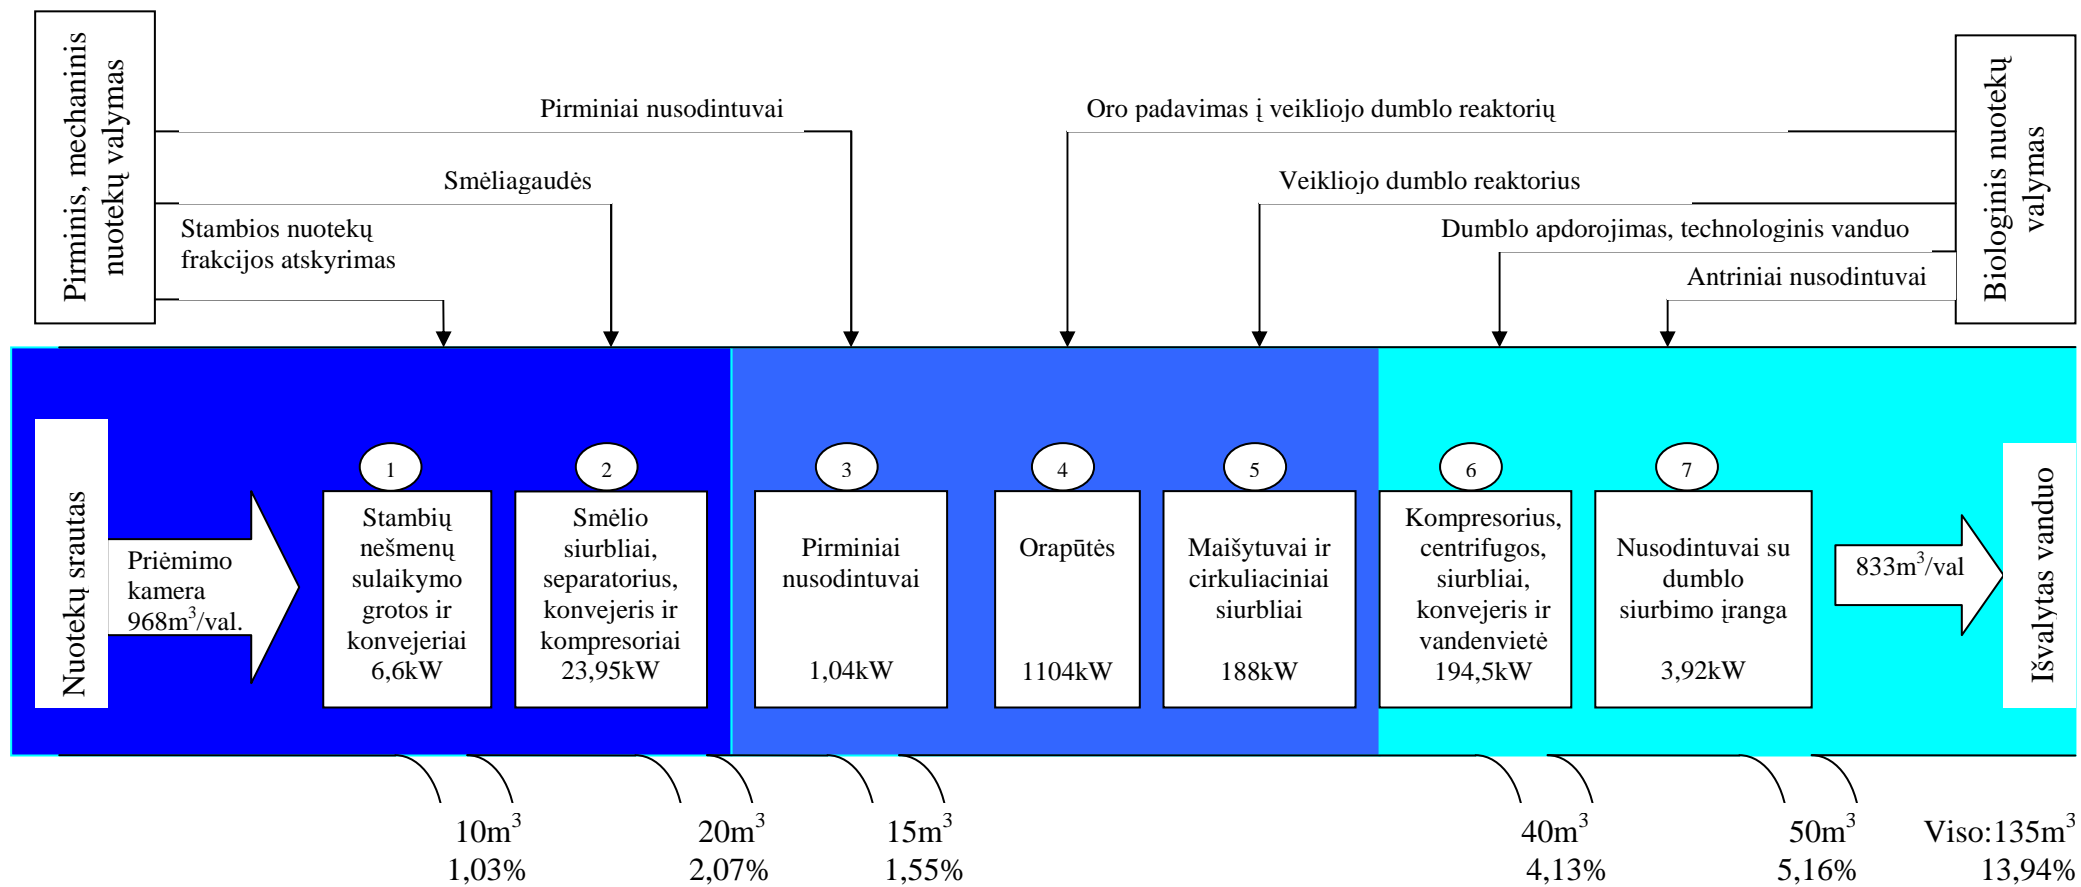 Pirminis, mechaninis
nuotekų valymas
Pirminiai nusodintuvai
Smėliagaudės
Stambios nuotekų
frakcijos atskyrimas
Oro padavimas į veikliojo dumblo reaktorių
Veikliojo dumblo reaktorius
Dumblo apdorojimas, technologinis vanduo
Antriniai nusodintuvai
Biologinis nuotekų
valymas
Nuotekų srautas
Priėmimo
kamera
968m³/val.
1
Stambių
nešmenų
sulaikymo
grotos ir
konvejeriai
6,6kW
2
Smėlio
siurbliai,
separatorius,
konvejeris ir
kompresoriai
23,95kW
3
Pirminiai
nusodintuvai
1,04kW
4
Orapūtės
1104kW
5
Maišytuvai ir
cirkuliaciniai
siurbliai
188kW
6
Kompresorius,
centrifugos,
siurbliai,
konvejeris ir
vandenvietė
194,5kW
7
Nusodintuvai su
dumblo
siurbimo įranga
3,92kW
833m³/val
Išvalytas vanduo
10m³
1,03%
20m³
2,07%
15m³
1,55%
40m³
4,13%
50m³
5,16%
Viso:135m³
13,94%